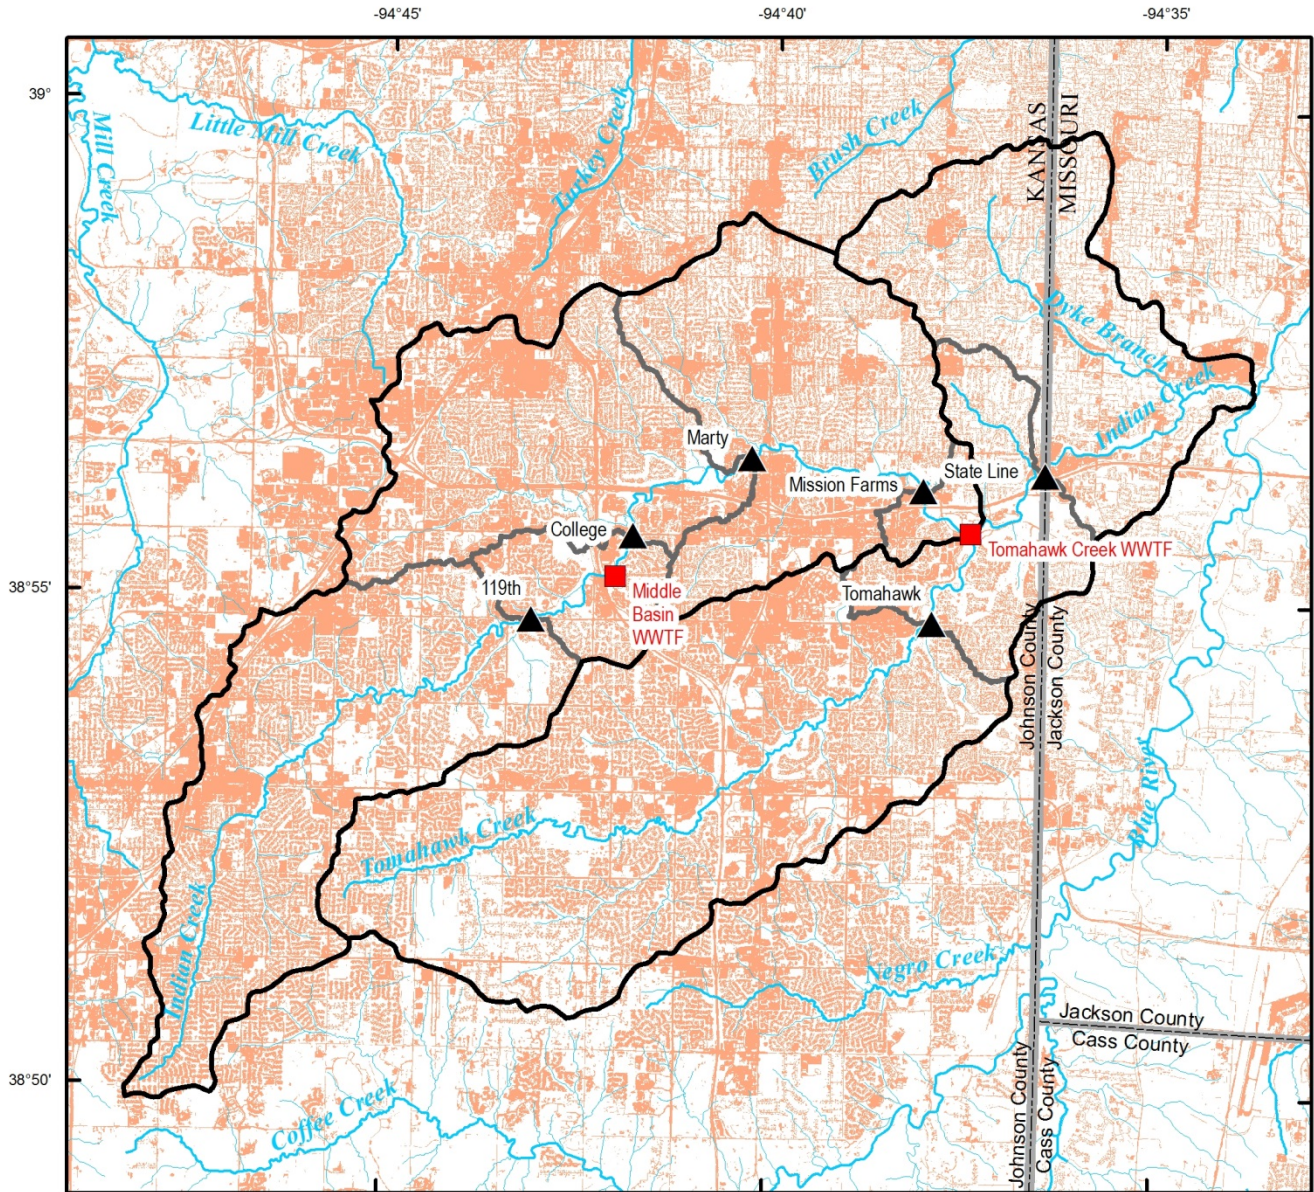 -94°45'
-94°40'
-94°35'
39°
Mill Creek
Little Mill Creek
Turkey Creek
Brush Creek
KANSAS
MISSOURI
Dyke Branch
Indian Creek
Marty
Mission Farms
State Line
College
Tomahawk Creek WWTF
38°55'
119th
Middle
Basin
WWTF
Tomahawk
Johnson County
Jackson County
Blue River
Tomahawk Creek
Indian Creek
Negro Creek
Jackson County
Cass County
38°50'
Coffee Creek
Johnson County
Cass County